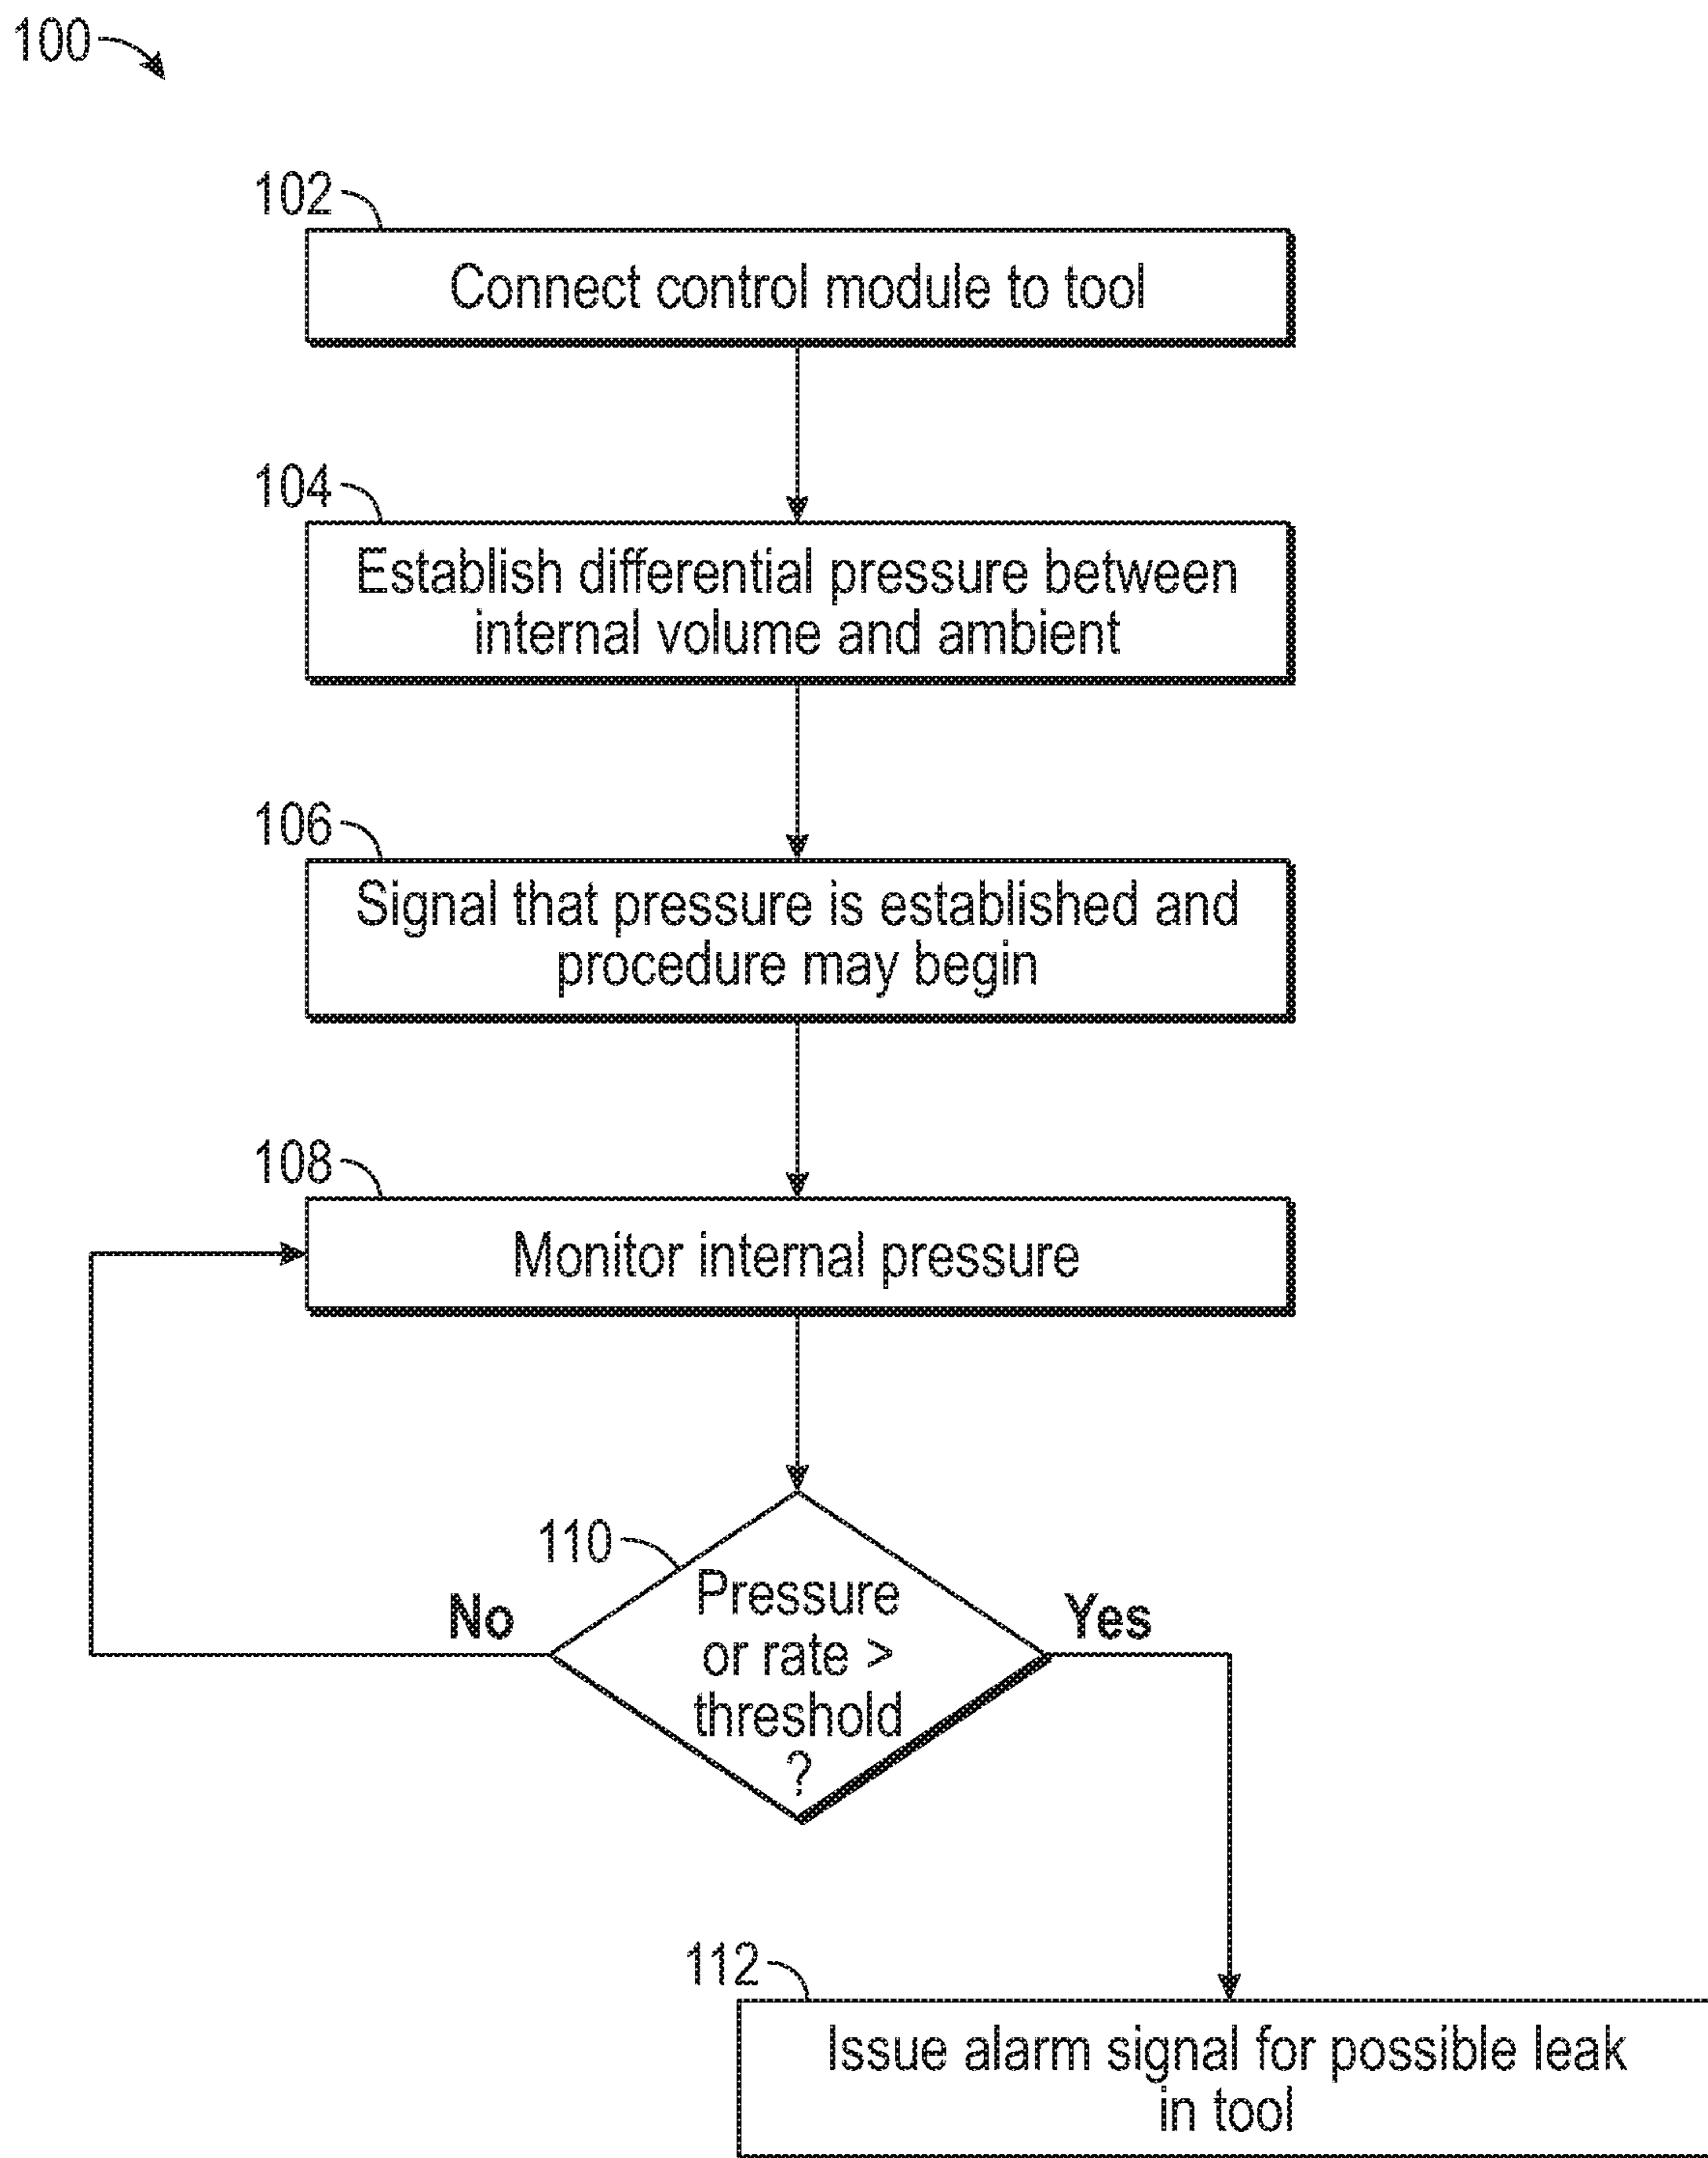 100
102
Connect control module to tool
104
Establish differential pressure between
internal volume and ambient
106
Signal that pressure is established and
procedure may begin
108
Monitor internal pressure
110
Pressure
or rate >
threshold
?
No
Yes
112
Issue alarm signal for possible leak
in tool